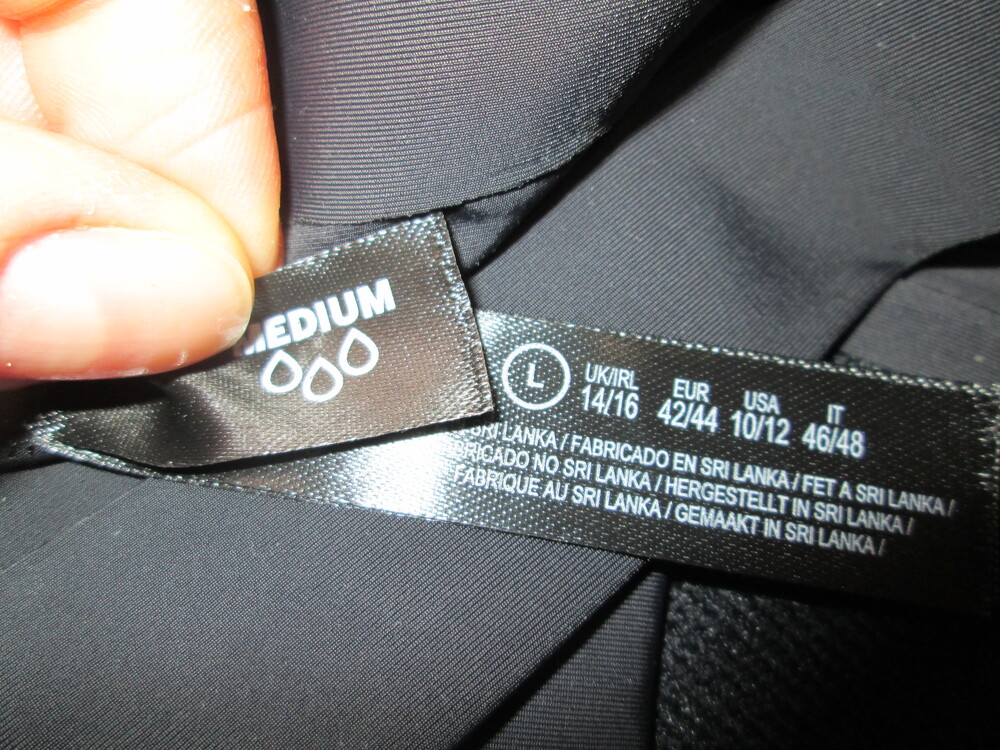 MEDIUM
L
UK/IRL EUR USA IT
14/16 42/44 10/12 46/48
SRI LANKA / FABRICADO EN SRI LANKA / FET A SRI LANKA /
NO SRI LANKA / HERGESTELLT IN SRI LANKA /
FABRIQUE AU SRI LANKA / GEMAAKT IN SRI LANKA /